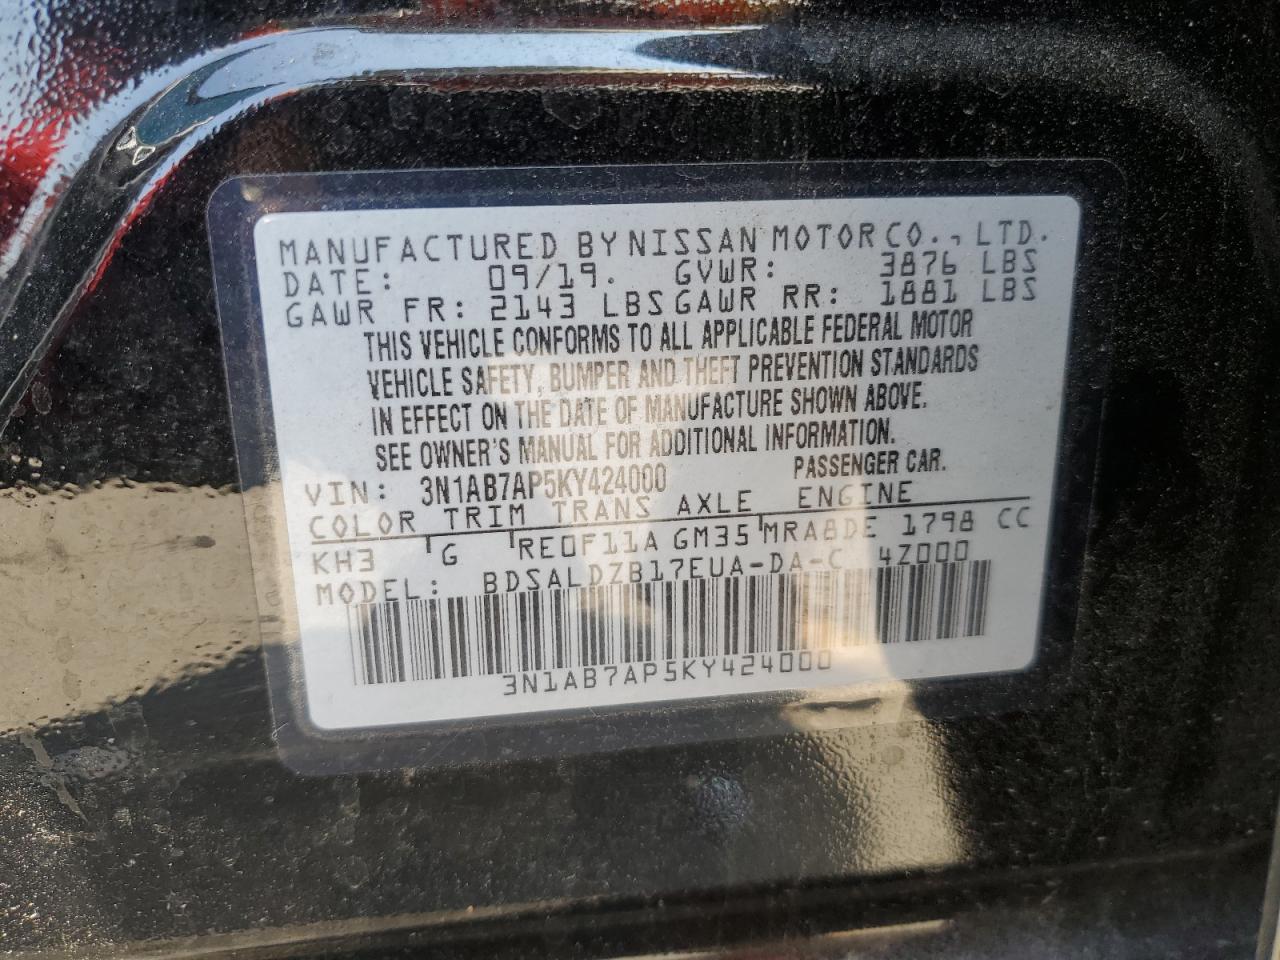 MANUFACTURED BY NISSAN MOTOR CO., LTD.
DATE: 09/19. GVWR: 3876 LBS
GAWR FR: 2143 LBS GAWR RR: 1881 LBS
THIS VEHICLE CONFORMS TO ALL APPLICABLE FEDERAL MOTOR
VEHICLE SAFETY, BUMPER AND THEFT PREVENTION STANDARDS
IN EFFECT ON THE DATE OF MANUFACTURE SHOWN ABOVE.
SEE OWNER'S MANUAL FOR ADDITIONAL INFORMATION.
VIN: 3N1AB7AP5KY424000 PASSENGER CAR.
COLOR TRIM TRANS AXLE ENGINE
KH3 G RE0F11A GM35 MRA8DE 1798 CC
MODEL: BDSALDZB17EUA-DA-C 4Z000
3N1AB7AP5KY424000